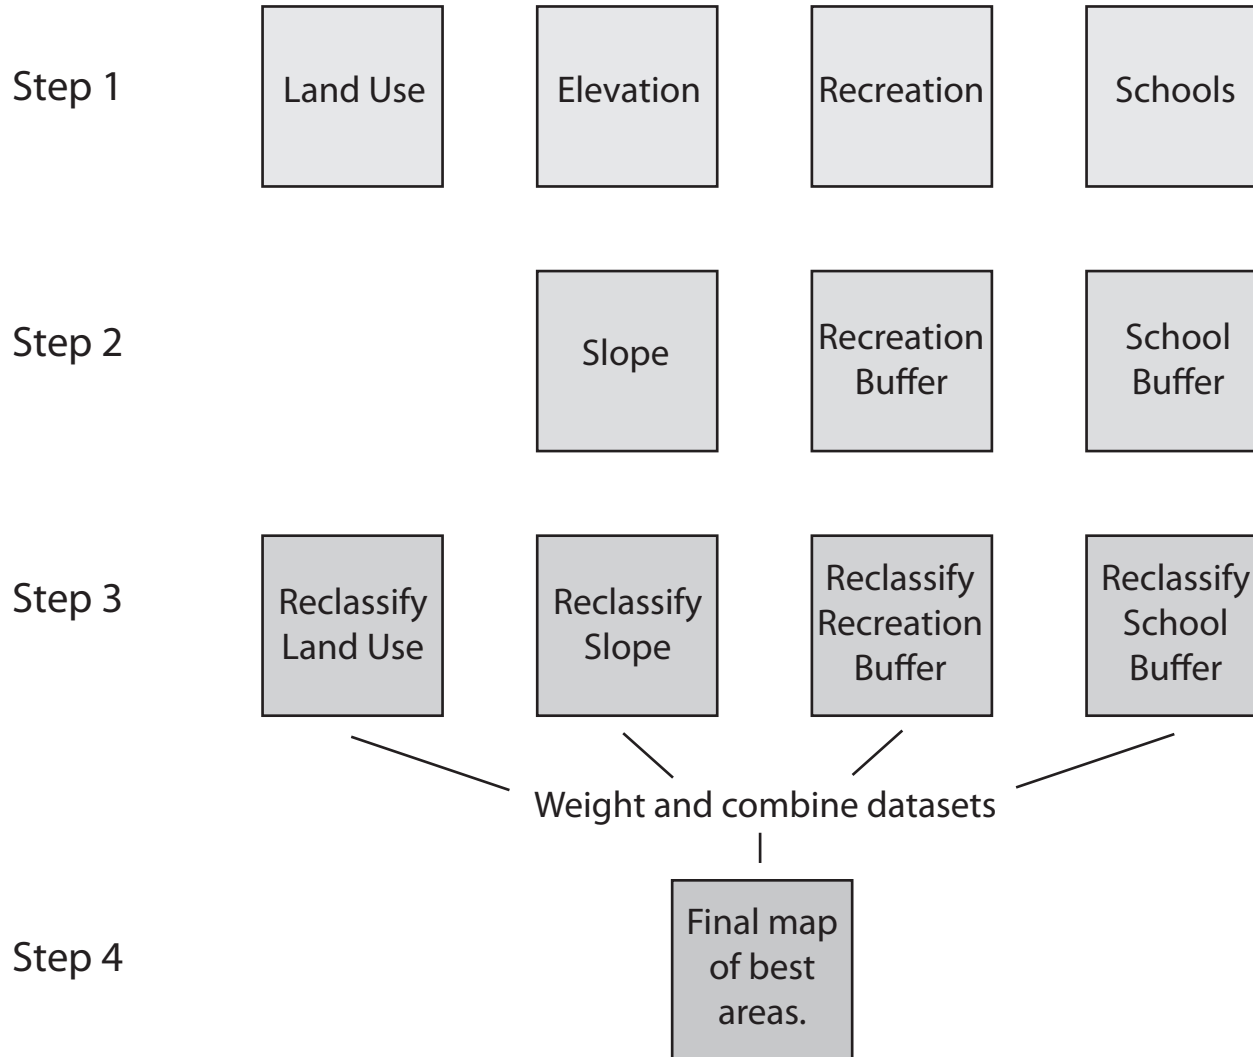 Step 1
Land Use
Elevation
Recreation
Schools
Step 2
Slope
Recreation
Buffer
School
Buffer
Step 3
Reclassify
Land Use
Reclassify
Slope
Reclassify
Recreation
Buffer
Reclassify
School
Buffer
Weight and combine datasets
Step 4
Final map
of best
areas.